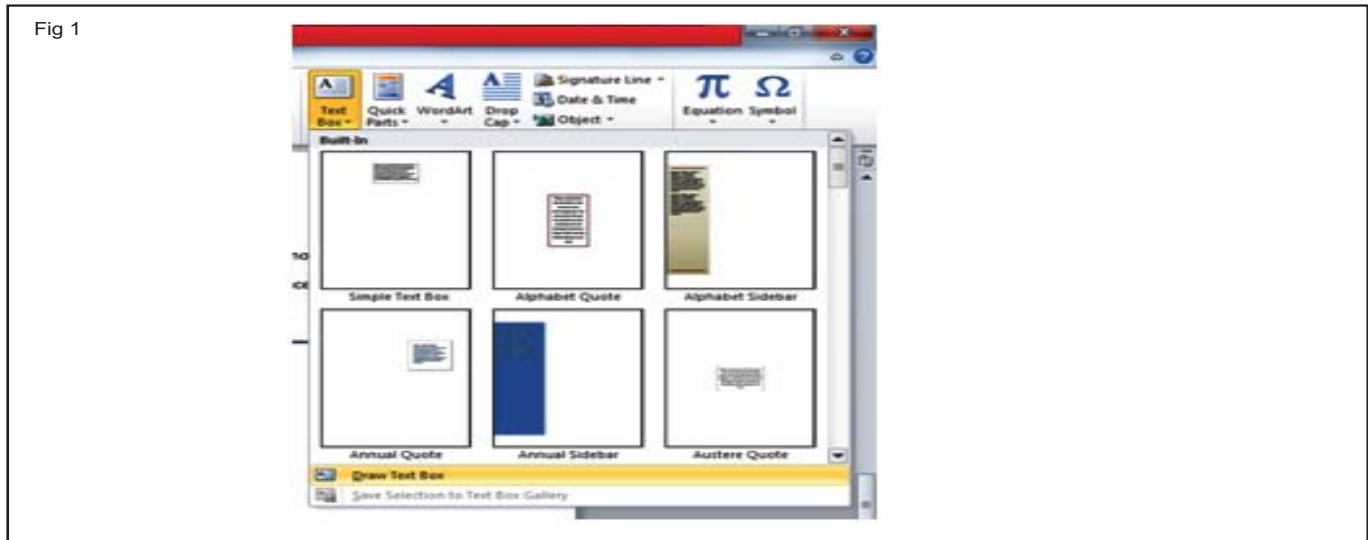 Fig 1
Text Box
Quick Parts
WordArt
Drop Cap
Signature Line
Date & Time
Object
Equation
Symbol
Built-In
no
ce
Simple Text Box
Alphabet Quote
Alphabet Sidebar
Annual Quote
Annual Sidebar
Austere Quote
Draw Text Box
Save Selection to Text Box Gallery